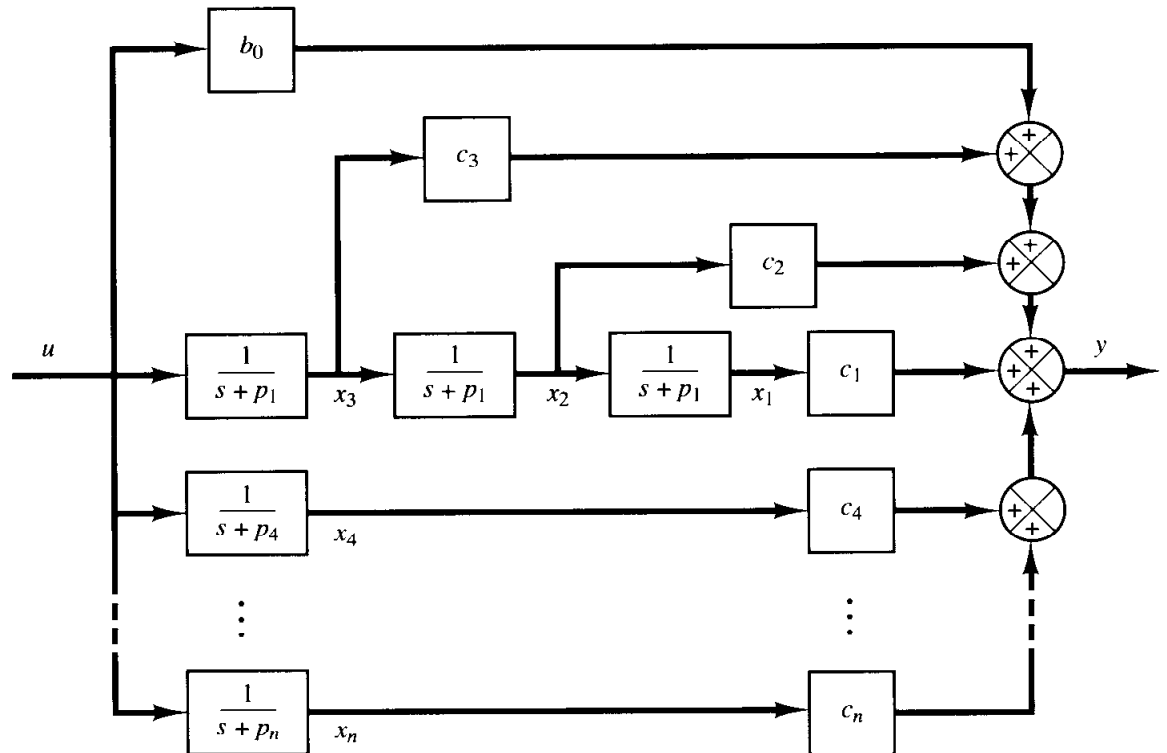 b₀
+
+
c₃
+
+
c₂
+
+
u
1
s + p₁
x₃
1
s + p₁
x₂
1
s + p₁
x₁
c₁
+
+
+
y
1
s + p₄
x₄
c₄
+
+
1
s + pₙ
xₙ
cₙ